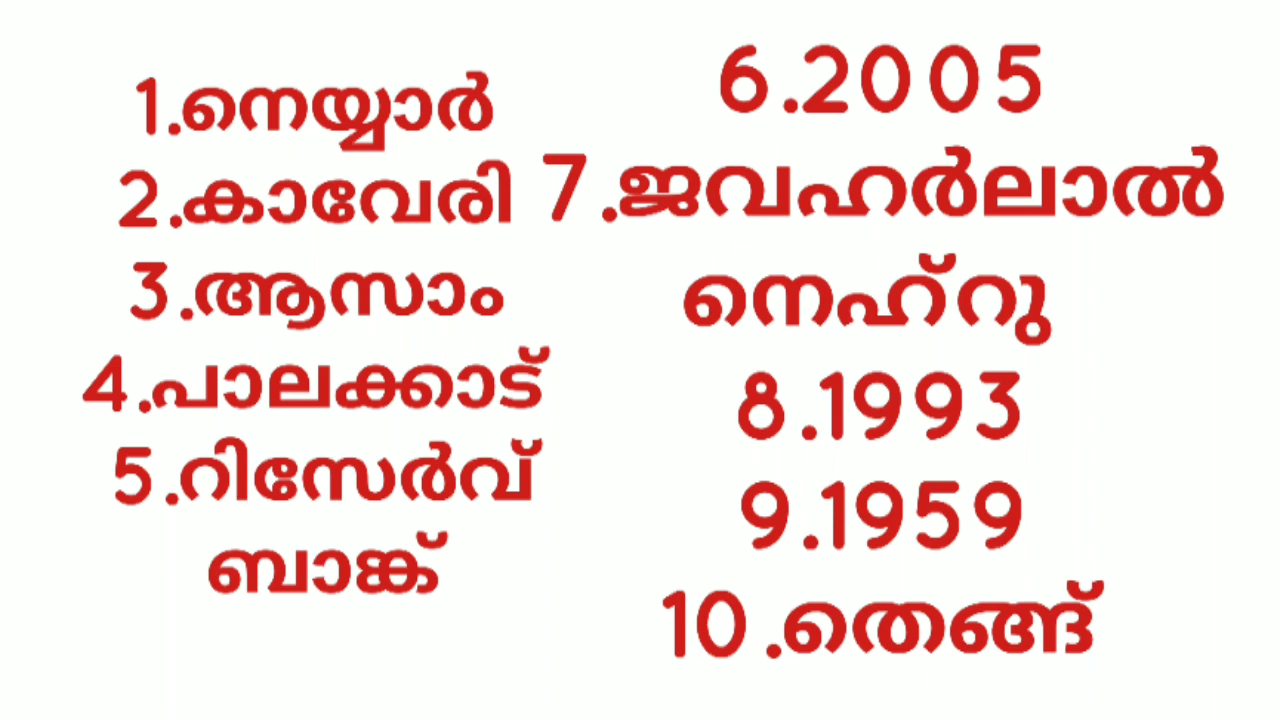 1.നെയ്യാർ
2.കാവേരി
3.ആസാം
4.പാലക്കാട്
5.റിസേർവ്
ബാങ്ക്
6.2005
7.ജവഹർലാൽ
നെഹ്റു
8.1993
9.1959
10.തെങ്ങ്